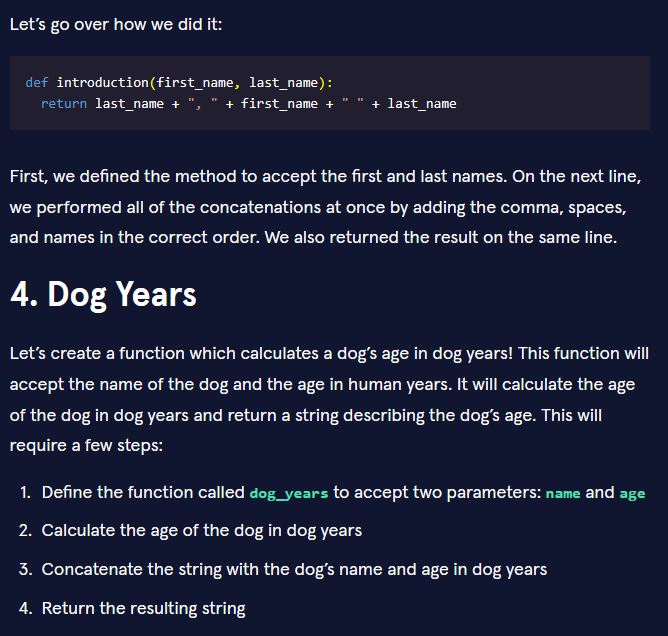 Let’s go over how we did it:
def introduction(first_name, last_name):
  return last_name + ", " + first_name + " " + last_name
First, we defined the method to accept the first and last names. On the next line,
we performed all of the concatenations at once by adding the comma, spaces,
and names in the correct order. We also returned the result on the same line.
4. Dog Years
Let’s create a function which calculates a dog’s age in dog years! This function will
accept the name of the dog and the age in human years. It will calculate the age
of the dog in dog years and return a string describing the dog’s age. This will
require a few steps:
1. Define the function called dog_years to accept two parameters: name and age
2. Calculate the age of the dog in dog years
3. Concatenate the string with the dog’s name and age in dog years
4. Return the resulting string